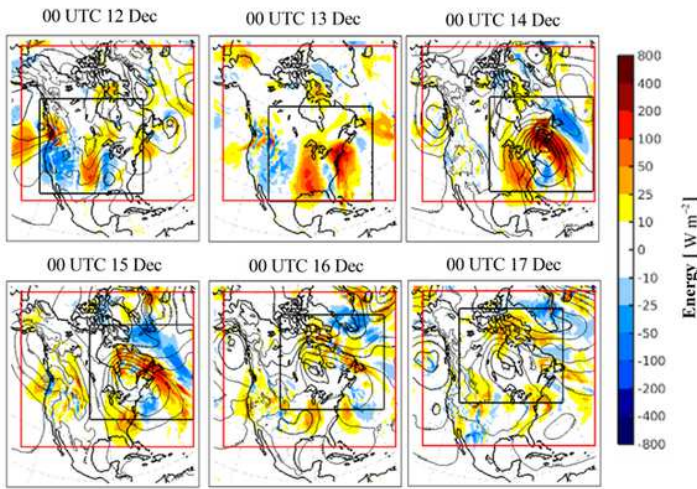 00 UTC 12 Dec
00 UTC 13 Dec
00 UTC 14 Dec
00 UTC 15 Dec
00 UTC 16 Dec
00 UTC 17 Dec
800
400
200
100
50
25
10
0
-10
-25
-50
-100
-200
-400
-800
Energy [ W m⁻²]